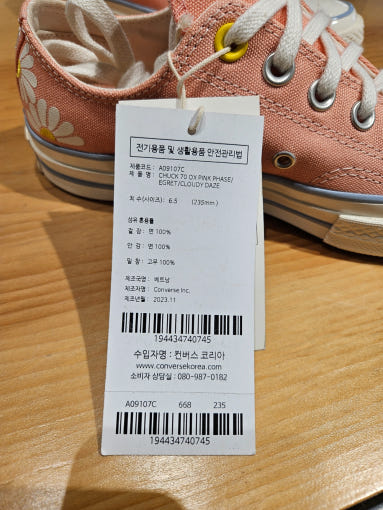 전기용품 및 생활용품 안전관리법
제품코드 : A09107C
제 품 명 : CHUCK 70 OX PINK PHASE/
EGRET/CLOUDY DAZE
치 수(사이즈) : 6.5 (235mm)
섬유 혼용율
겉 감 : 면 100%
안 감 : 면 100%
밑 창 : 고무 100%
제조국명 : 베트남
제조자명 : Converse Inc.
제조년월 : 2023.11
194434740745
수입자명 : 컨버스 코리아
www.conversekorea.com
소비자 상담실 : 080-987-0182
A09107C 668 235
194434740745